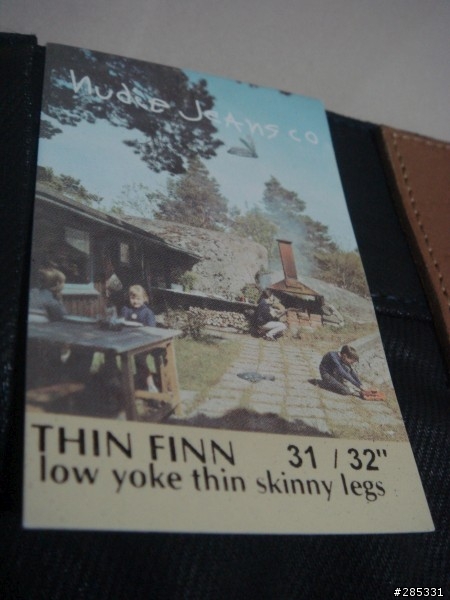 nudie Jeans co
THIN FINN 31 / 32"
low yoke thin skinny legs
#285331